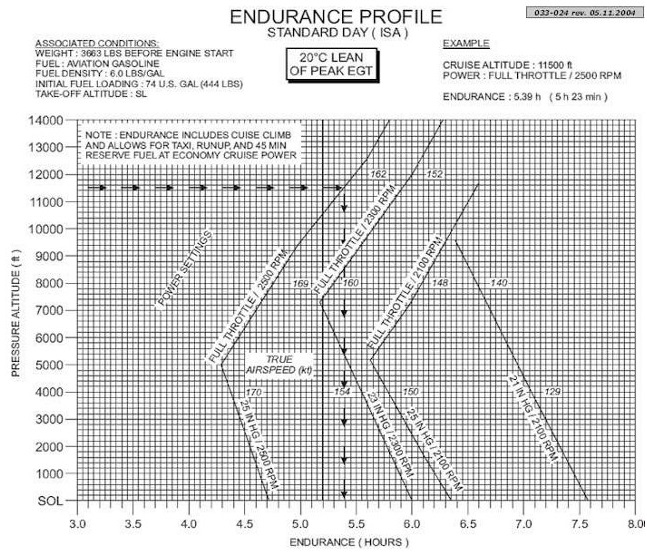 033-024 rev. 05.11.2004
ENDURANCE PROFILE
STANDARD DAY ( ISA )
ASSOCIATED CONDITIONS:
WEIGHT : 3663 LBS BEFORE ENGINE START
FUEL : AVIATION GASOLINE
FUEL DENSITY : 6.0 LBS/GAL
INITIAL FUEL LOADING : 74 U.S. GAL (444 LBS)
TAKE-OFF ALTITUDE : SL
20°C LEAN
OF PEAK EGT
EXAMPLE
CRUISE ALTITUDE : 11500 ft
POWER : FULL THROTTLE / 2500 RPM
ENDURANCE : 5.39 h ( 5 h 23 min )
NOTE : ENDURANCE INCLUDES CUISE CLIMB
AND ALLOWS FOR TAXI, RUNUP, AND 45 MIN
RESERVE FUEL AT ECONOMY CRUISE POWER
PRESSURE ALTITUDE ( ft )
14000
13000
12000
11000
10000
9000
8000
7000
6000
5000
4000
3000
2000
1000
SOL
POWER SETTINGS
FULL THROTTLE / 2500 RPM
FULL THROTTLE / 2300 RPM
FULL THROTTLE / 2100 RPM
162
152
169
160
148
140
TRUE
AIRSPEED (kt)
170
154
150
129
25 IN HG / 2500 RPM
23 IN HG / 2300 RPM
25 IN HG / 2100 RPM
21 IN HG / 2100 RPM
3.0
3.5
4.0
4.5
5.0
5.5
6.0
6.5
7.0
7.5
8.0
ENDURANCE ( HOURS )